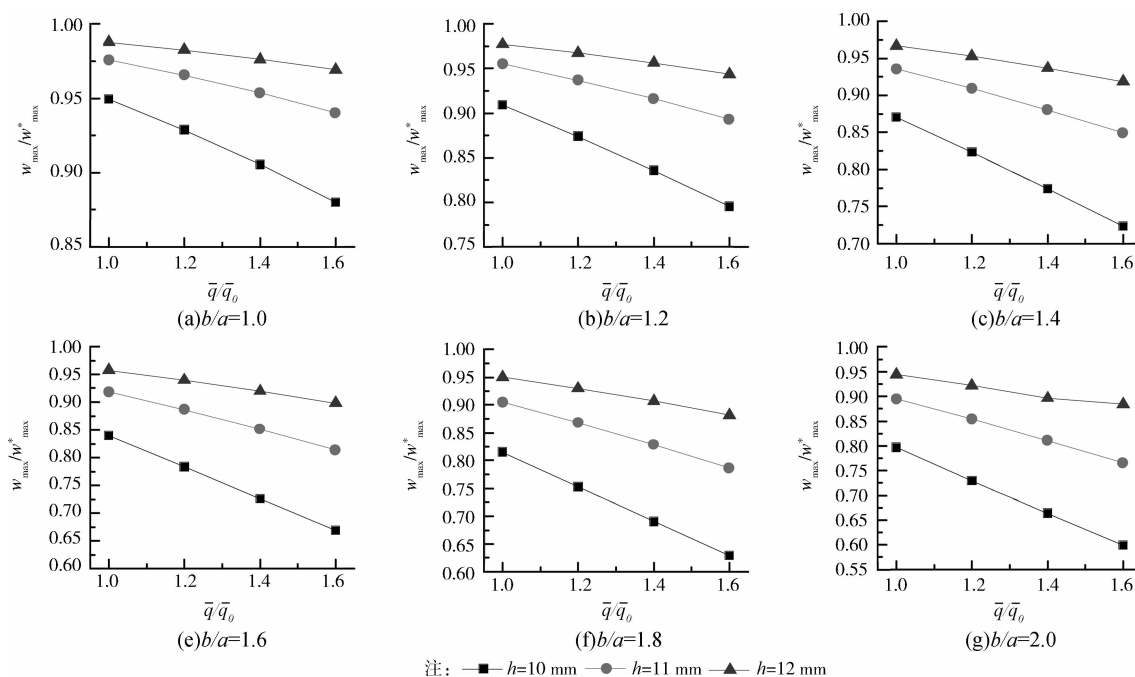 1.00 1.00 1.00
0.95 0.95 0.95
0.90 0.90 0.90
0.85 0.85 0.85
0.80 0.80
0.75 0.75
0.70
w_max/w*_max w_max/w*_max w_max/w*_max
1.0 1.2 1.4 1.6 1.0 1.2 1.4 1.6 1.0 1.2 1.4 1.6
q̄/q̄₀ q̄/q̄₀ q̄/q̄₀
(a)b/a=1.0 (b)b/a=1.2 (c)b/a=1.4
1.00 1.00 1.00
0.95 0.95 0.95
0.90 0.90 0.90
0.85 0.85 0.85
0.80 0.80 0.80
0.75 0.75 0.75
0.70 0.70 0.70
0.65 0.65 0.65
0.60 0.60 0.60
0.55
w_max/w*_max w_max/w*_max w_max/w*_max
1.0 1.2 1.4 1.6 1.0 1.2 1.4 1.6 1.0 1.2 1.4 1.6
q̄/q̄₀ q̄/q̄₀ q̄/q̄₀
(e)b/a=1.6 (f)b/a=1.8 (g)b/a=2.0
注: h=10 mm h=11 mm h=12 mm